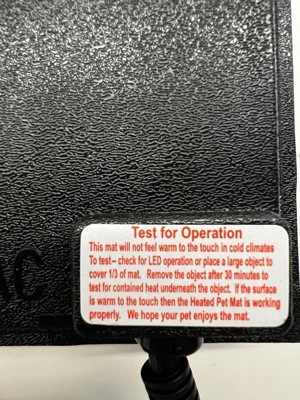 Test for Operation
This mat will not feel warm to the touch in cold climates
To test – check for LED operation or place a large object to
cover 1/3 of mat. Remove the object after 30 minutes to
test for contained heat underneath the object. If the surface
is warm to the touch then the Heated Pet Mat is working
properly. We hope your pet enjoys the mat.
AC